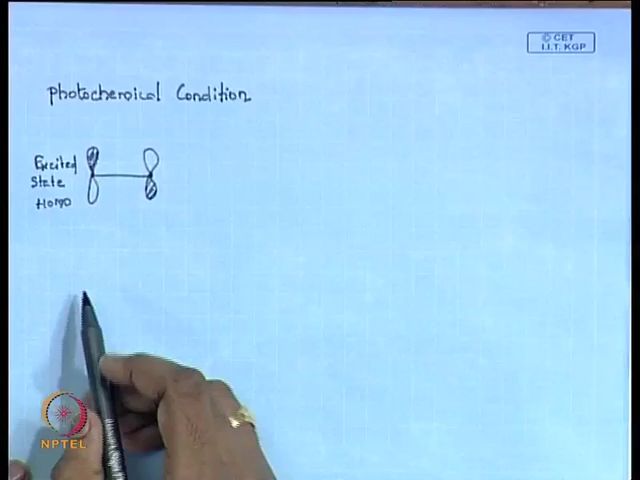 © CET
I.I.T. KGP
Photochemical Condition
Excited
State
HOMO
NPTEL